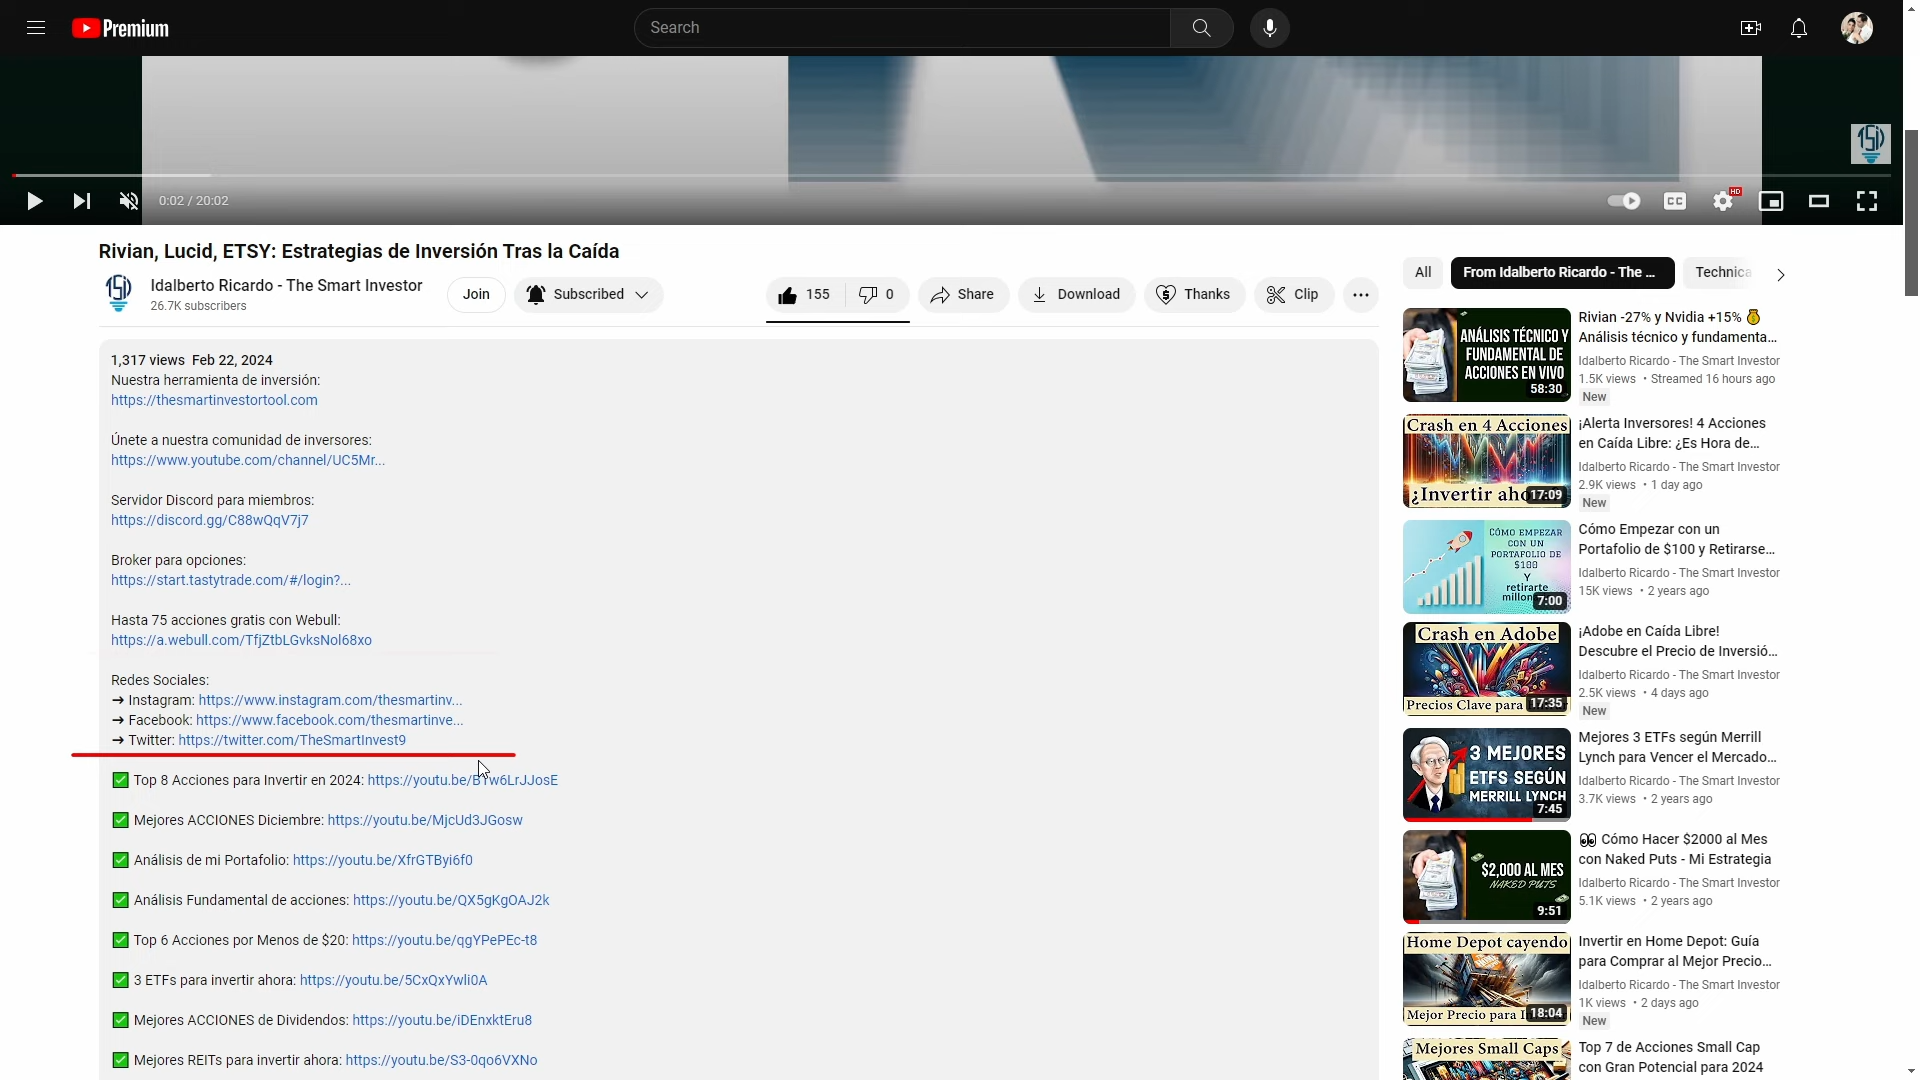 Premium
Search
0:02 / 20:02
CC
HD
Rivian, Lucid, ETSY: Estrategias de Inversión Tras la Caída
Idalberto Ricardo - The Smart Investor
26.7K subscribers
Join
Subscribed
155
0
Share
Download
Thanks
Clip
1,317 views Feb 22, 2024
Nuestra herramienta de inversión:
https://thesmartinvestortool.com
Únete a nuestra comunidad de inversores:
https://www.youtube.com/channel/UC5Mr...
Servidor Discord para miembros:
https://discord.gg/C88wQqV7j7
Broker para opciones:
https://start.tastytrade.com/#/login?...
Hasta 75 acciones gratis con Webull:
https://a.webull.com/TfjZtbLGvksNol68xo
Redes Sociales:
→ Instagram: https://www.instagram.com/thesmartinv...
→ Facebook: https://www.facebook.com/thesmartinve...
→ Twitter: https://twitter.com/TheSmartInvest9
✅ Top 8 Acciones para Invertir en 2024:
✅ Mejores ACCIONES Diciembre: https://youtu.be/MjcUd3JGosw
✅ Análisis de mi Portafolio: https://youtu.be/XfrGTByi6f0
✅ Análisis Fundamental de acciones: https://youtu.be/QX5gKgOAJ2k
✅ Top 6 Acciones por Menos de $20: https://youtu.be/qgYPePEc-t8
✅ 3 ETFs para invertir ahora: https://youtu.be/5CxQxYwli0A
✅ Mejores ACCIONES de Dividendos: https://youtu.be/iDEnxktEru8
✅ Mejores REITs para invertir ahora: https://youtu.be/S3-0qo6VXNo
All
From Idalberto Ricardo - The ...
Technica
ANÁLISIS TÉCNICO Y
FUNDAMENTAL DE
ACCIONES EN VIVO
58:30
Rivian -27% y Nvidia +15% 💰
Análisis técnico y fundamenta...
Idalberto Ricardo - The Smart Investor
1.5K views • Streamed 16 hours ago
New
Crash en 4 Acciones
¿Invertir aho
17:09
¡Alerta Inversores! 4 Acciones
en Caída Libre: ¿Es Hora de...
Idalberto Ricardo - The Smart Investor
2.9K views • 1 day ago
New
CÓMO EMPEZAR
CON UN
PORTAFOLIO DE
$100
Y
retirarte
millon
7:00
Cómo Empezar con un
Portafolio de $100 y Retirarse...
Idalberto Ricardo - The Smart Investor
15K views • 2 years ago
Crash en Adobe
Precios Clave para
17:35
¡Adobe en Caída Libre!
Descubre el Precio de Inversió...
Idalberto Ricardo - The Smart Investor
2.5K views • 4 days ago
New
3 MEJORES
ETFS SEGÚN
MERRILL LYNCH
7:45
Mejores 3 ETFs según Merrill
Lynch para Vencer el Mercado...
Idalberto Ricardo - The Smart Investor
3.7K views • 2 years ago
$2,000 AL MES
NAKED PUTS
9:51
👀 Cómo Hacer $2000 al Mes
con Naked Puts - Mi Estrategia
Idalberto Ricardo - The Smart Investor
5.1K views • 2 years ago
Home Depot cayendo
Mejor Precio para I
18:04
Invertir en Home Depot: Guía
para Comprar al Mejor Precio...
Idalberto Ricardo - The Smart Investor
1K views • 2 days ago
New
Mejores Small Caps
Top 7 de Acciones Small Cap
con Gran Potencial para 2024